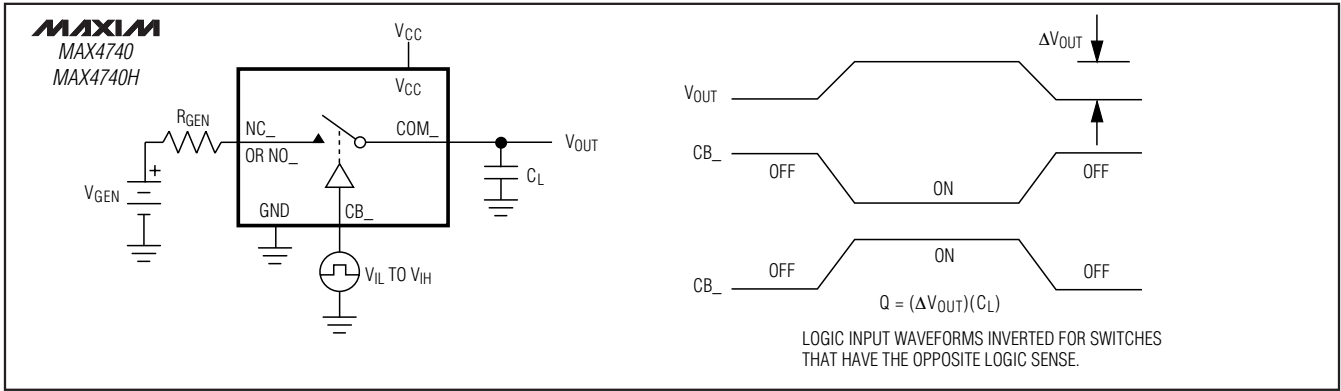 MAXIM
MAX4740
MAX4740H
VCC
VCC
RGEN
NC_
OR NO_
COM_
VOUT
CL
+
VGEN
GND
CB_
VIL TO VIH
ΔVOUT
VOUT
CB_
OFF
ON
OFF
CB_
OFF
ON
OFF
Q = (ΔVOUT)(CL)
LOGIC INPUT WAVEFORMS INVERTED FOR SWITCHES
THAT HAVE THE OPPOSITE LOGIC SENSE.